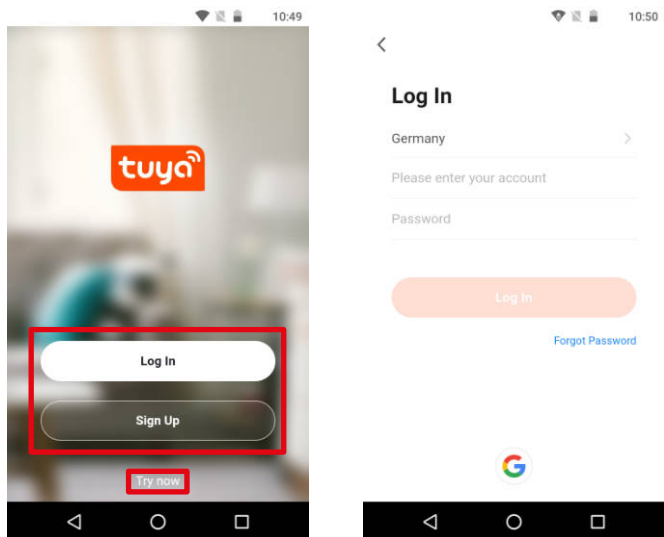 10:49
tuya
Log In
Sign Up
Try now
10:50
Log In
Germany
Please enter your account
Password
Log In
Forgot Password
G